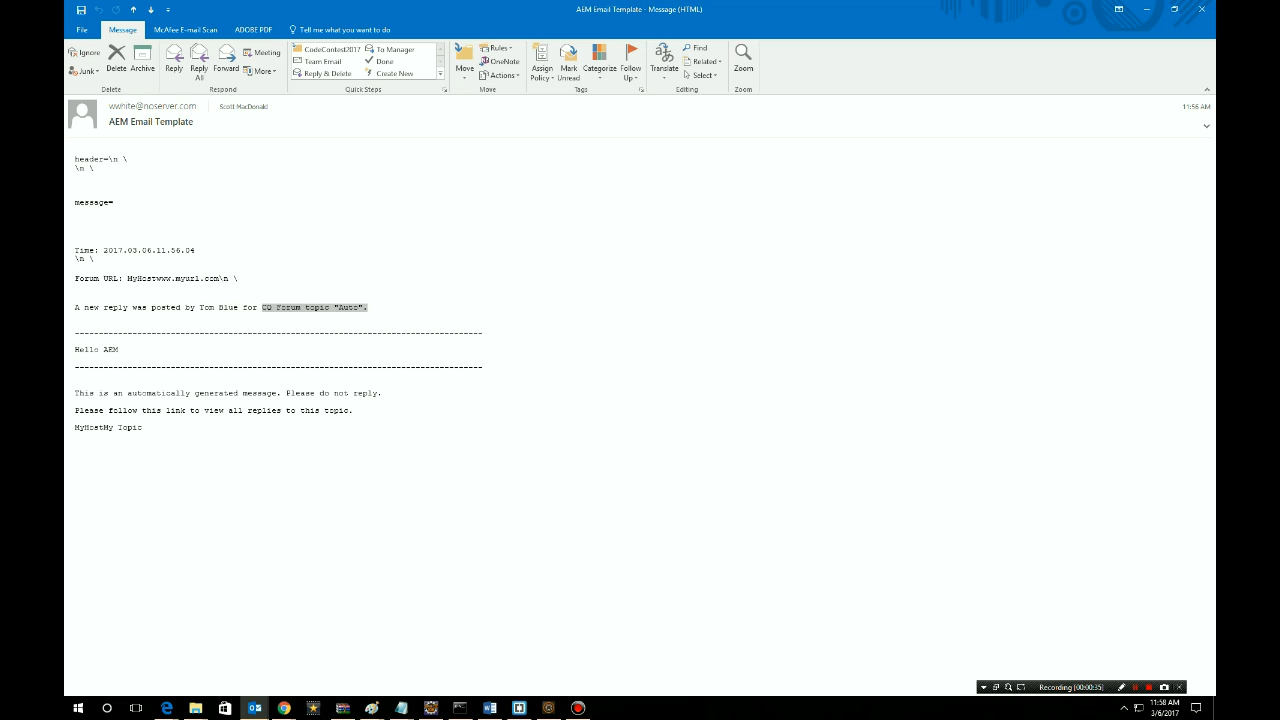 AEM Email Template - Message (HTML)
File
Message
McAfee E-mail Scan
ADOBE PDF
Tell me what you want to do
Ignore
Junk
Delete
Archive
Delete
Reply
Reply All
Forward
Meeting
More
Respond
CodeContest2017
To Manager
Team Email
Done
Reply & Delete
Create New
Quick Steps
Move
Rules
OneNote
Actions
Move
Assign Policy
Mark Unread
Categorize
Follow Up
Tags
Translate
Find
Related
Select
Editing
Zoom
Zoom
wwhite@noserver.com
Scott MacDonald
11:56 AM
AEM Email Template
header=\n \
\n \
message=
Time: 2017.03.06.11.56.04
\n \
Forum URL: MyHostwww.myurl.com\n \
A new reply was posted by Tom Blue for CQ Forum topic "Auto".
--------------------------------------------------------------------------------
Hello AEM
--------------------------------------------------------------------------------
This is an automatically generated message. Please do not reply.
Please follow this link to view all replies to this topic.
MyHostMy Topic
Recording [00:00:35]
11:58 AM
3/6/2017